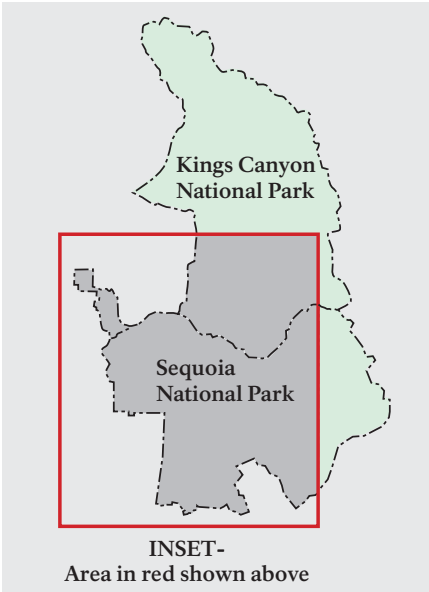 Kings Canyon
National Park
Sequoia
National Park
INSET-
Area in red shown above